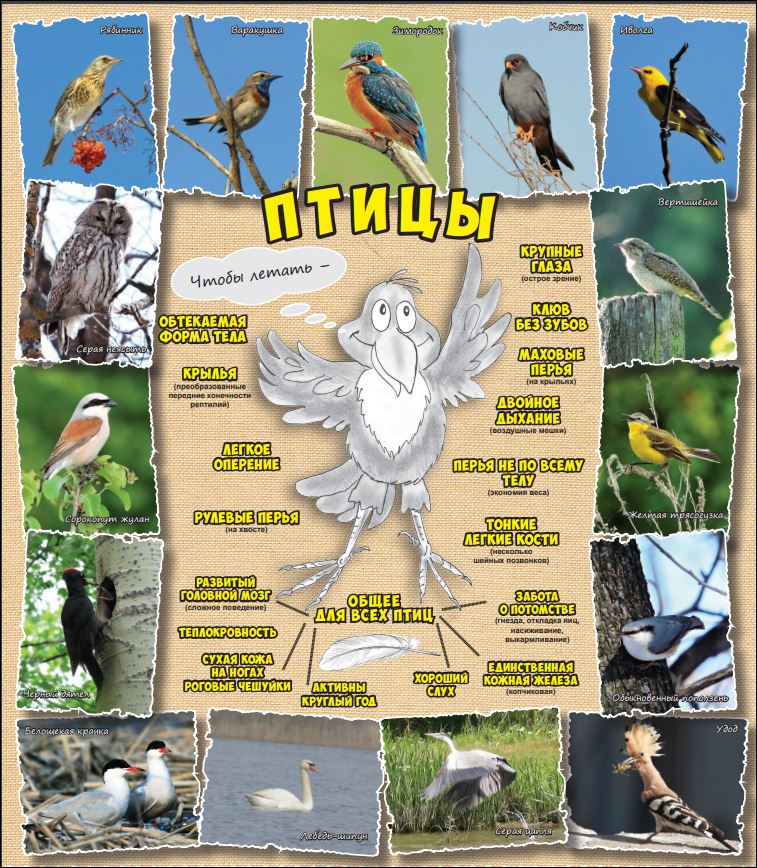 Рябинник
Варакушка
Зимородок
Кобчик
Иволга
ПТИЦЫ
Вертишейка
Чтобы летать –
КРУПНЫЕ
ГЛАЗА
(острое зрение)
ОБТЕКАЕМАЯ
ФОРМА ТЕЛА
КЛЮВ
БЕЗ ЗУБОВ
Серая неясыть
КРЫЛЬЯ
(преобразованные
передние конечности
рептилий)
МАХОВЫЕ
ПЕРЬЯ
(на крыльях)
ДВОЙНОЕ
ДЫХАНИЕ
(воздушные мешки)
ЛЕГКОЕ
ОПЕРЕНИЕ
ПЕРЬЯ НЕ ПО ВСЕМУ
ТЕЛУ
(экономия веса)
Сорокопут жулан
РУЛЕВЫЕ ПЕРЬЯ
(на хвосте)
ТОНКИЕ
ЛЕГКИЕ КОСТИ
(несколько
шейных позвонков)
Желтая трясогузка
РАЗВИТЫЙ
ГОЛОВНОЙ МОЗГ
(сложное поведение)
ОБЩЕЕ
ДЛЯ ВСЕХ ПТИЦ
ЗАБОТА
О ПОТОМСТВЕ
(гнезда, откладка яиц,
насиживание,
выкармливание)
ТЕПЛОКРОВНОСТЬ
СУХАЯ КОЖА
НА НОГАХ
РОГОВЫЕ ЧЕШУЙКИ
АКТИВНЫ
КРУГЛЫЙ ГОД
ХОРОШИЙ
СЛУХ
ЕДИНСТВЕННАЯ
КОЖНАЯ ЖЕЛЕЗА
(копчиковая)
Черный дятел
Обыкновенный поползень
Белощекая крачка
Лебедь-шипун
Серая цапля
Удод